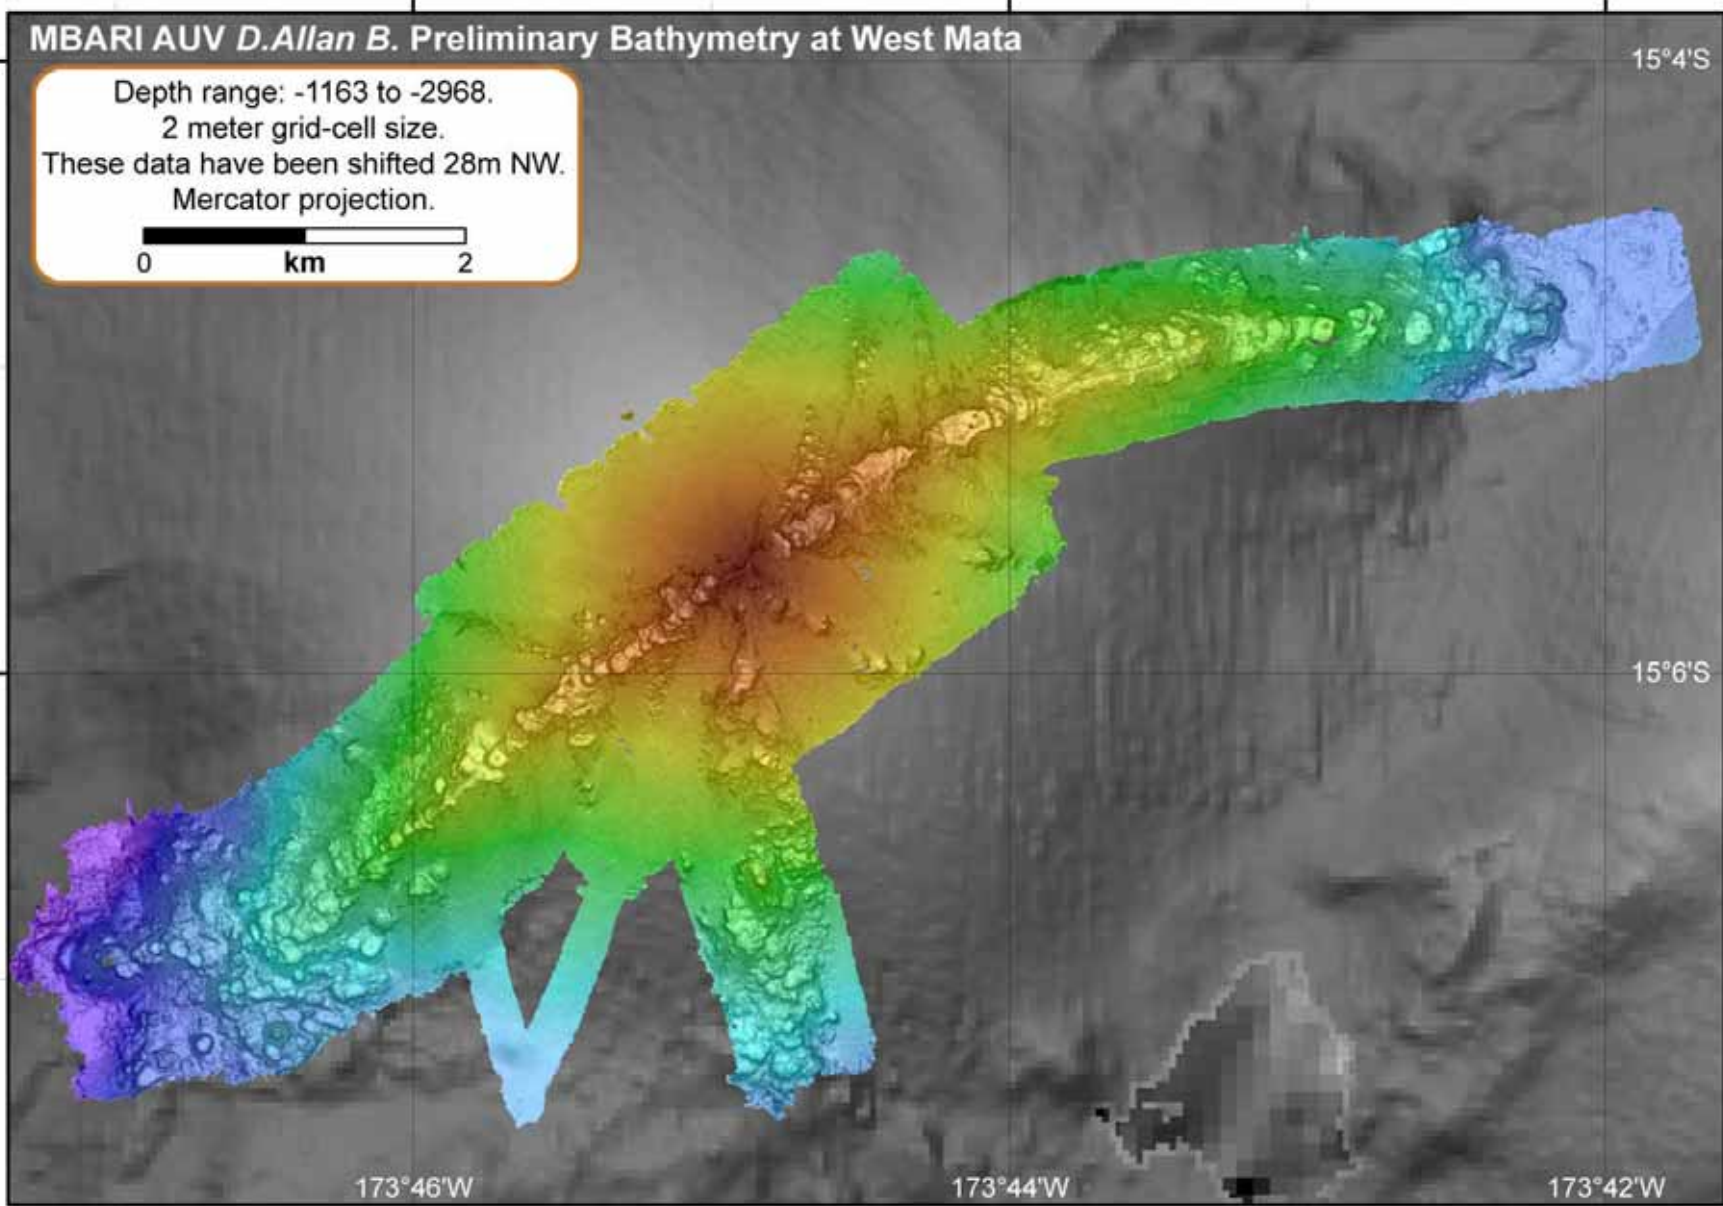 MBARI AUV D.Allan B. Preliminary Bathymetry at West Mata
15°4'S
Depth range: -1163 to -2968.
2 meter grid-cell size.
These data have been shifted 28m NW.
Mercator projection.
0 km 2
15°6'S
173°46'W 173°44'W 173°42'W